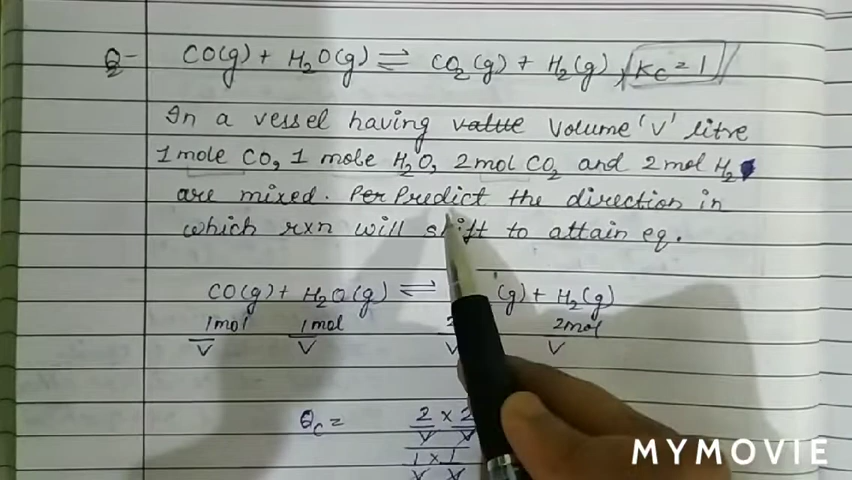 Q- CO(g) + H₂O(g) ⇌ CO₂(g) + H₂(g), Kc = 1
In a vessel having value Volume 'V' litre
1 mole CO, 1 mole H₂O, 2 mol CO₂ and 2 mol H₂
are mixed. Per Predict the direction in
which rxn will shift to attain eq.
CO(g) + H₂O(g) ⇌ (g) + H₂(g)
1mol 1mol 2 2mol
V V V V
Qc = 2 × 2
V V
1 × 1
V V
MYMOVIE